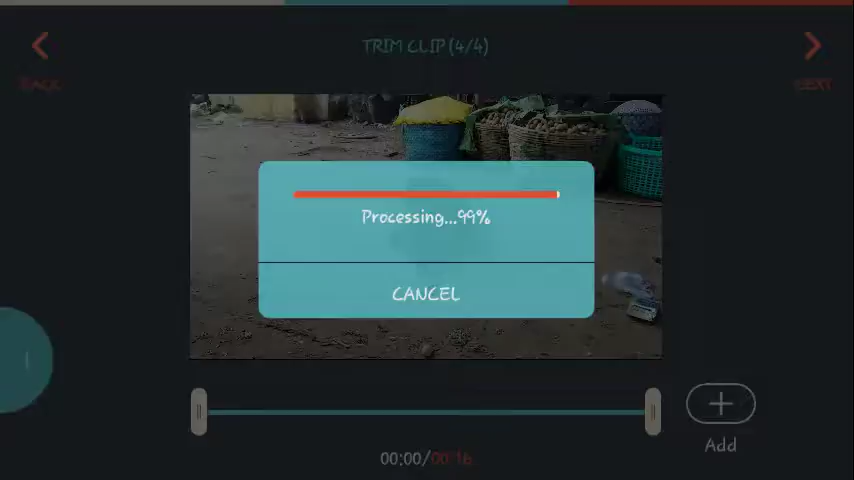 TRIM CLIP (4/4)
BACK
NEXT
Processing...99%
CANCEL
00:00/00:16
Add